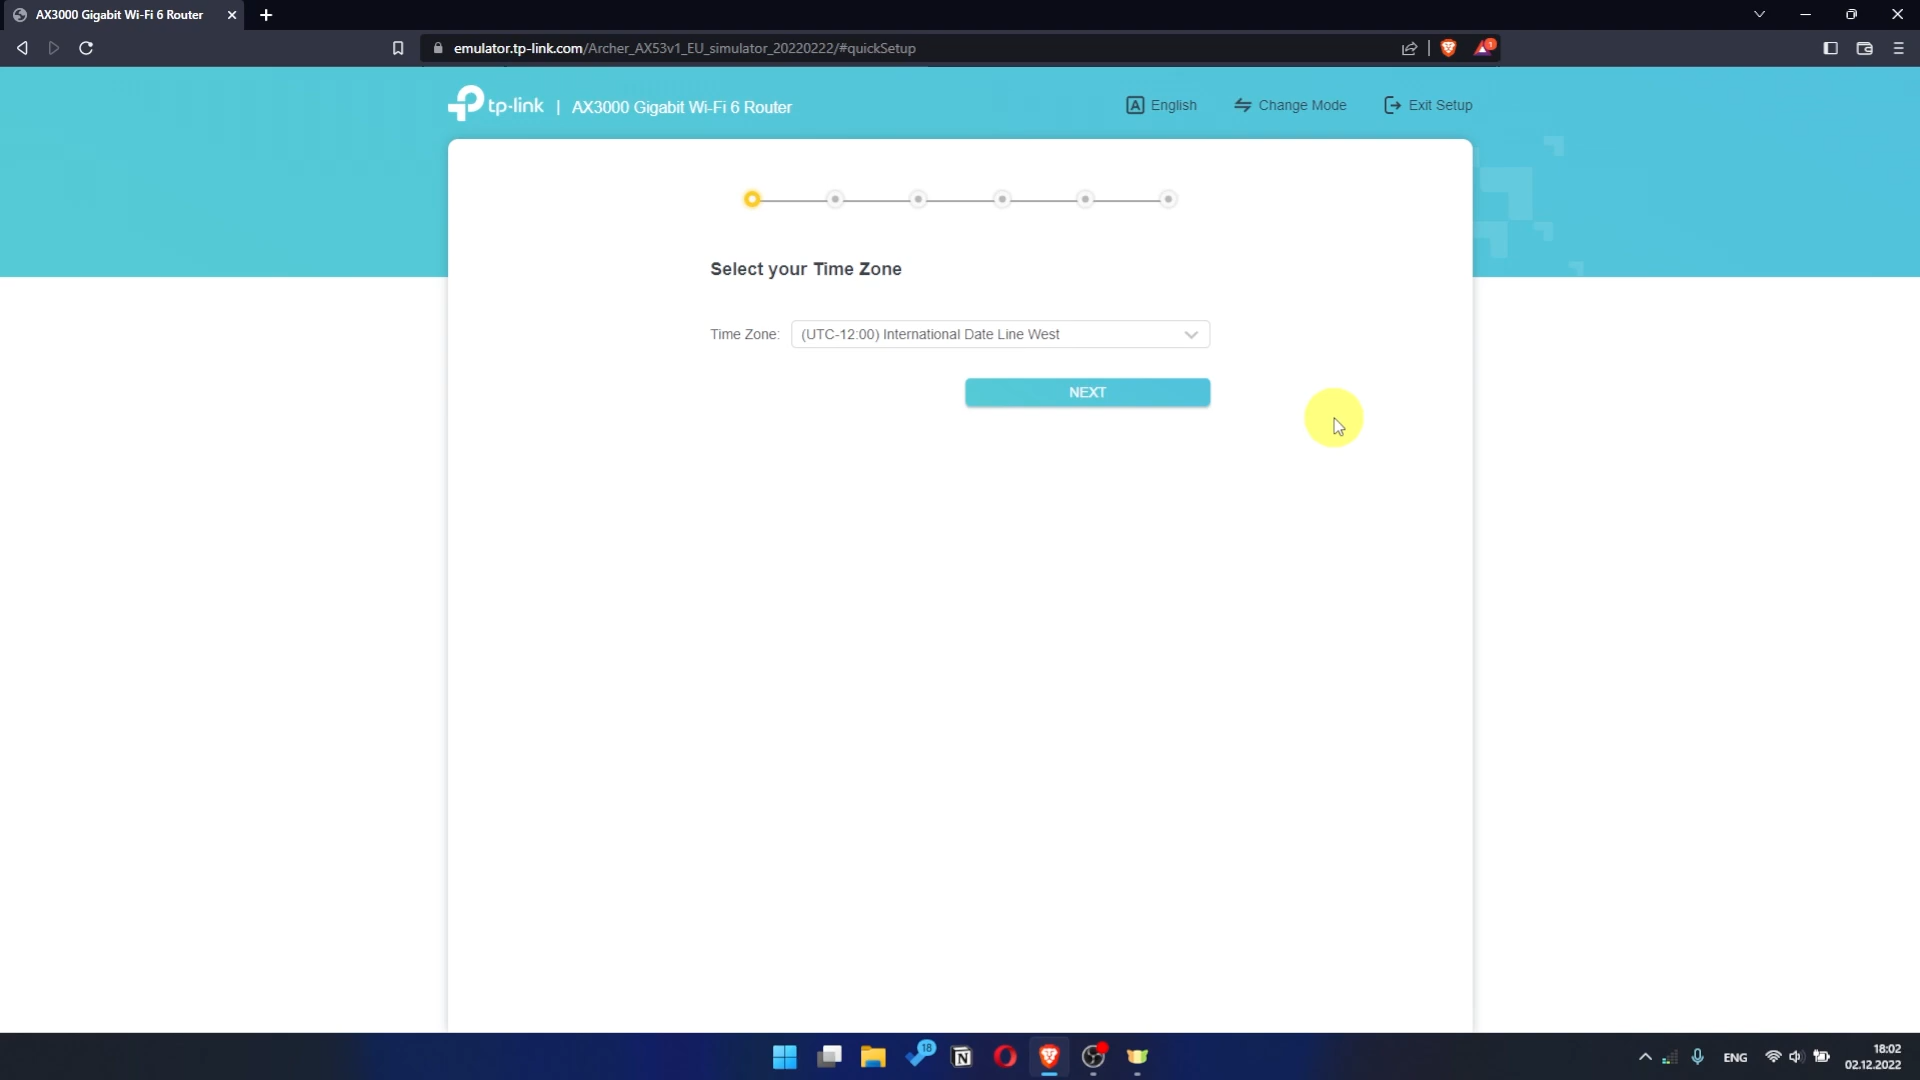 AX3000 Gigabit Wi-Fi 6 Router
emulator.tp-link.com/Archer_AX53v1_EU_simulator_20220222/#quickSetup
1
tp-link | AX3000 Gigabit Wi-Fi 6 Router
A English
Change Mode
Exit Setup
Select your Time Zone
Time Zone: (UTC-12:00) International Date Line West
NEXT
18
N
ENG
18:02
02.12.2022